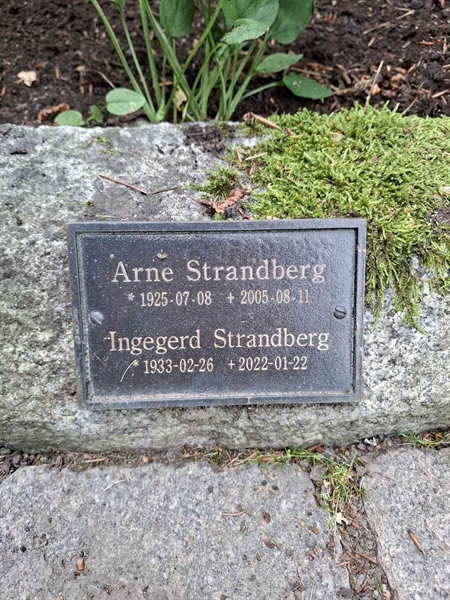 Arne Strandberg
* 1925-07-08 + 2005-08-11
Ingegerd Strandberg
* 1933-02-26 + 2022-01-22